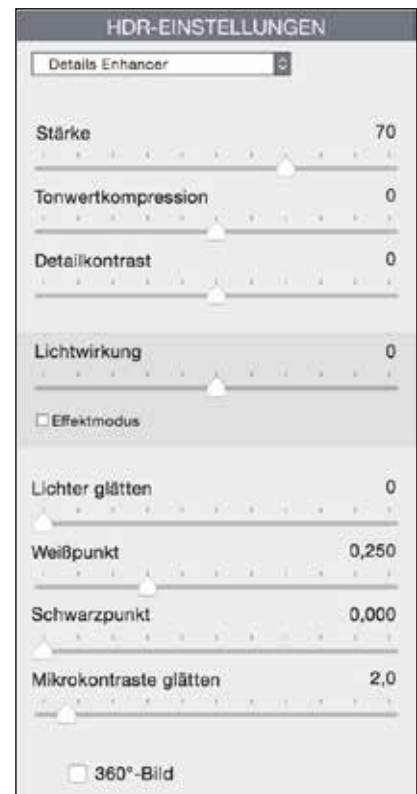 HDR-EINSTELLUNGEN
Details Enhancer
Stärke 70
Tonwertkompression 0
Detailkontrast 0
Lichtwirkung 0
Effektmodus
Lichter glätten 0
Weißpunkt 0,250
Schwarzpunkt 0,000
Mikrokontraste glätten 2,0
360°-Bild